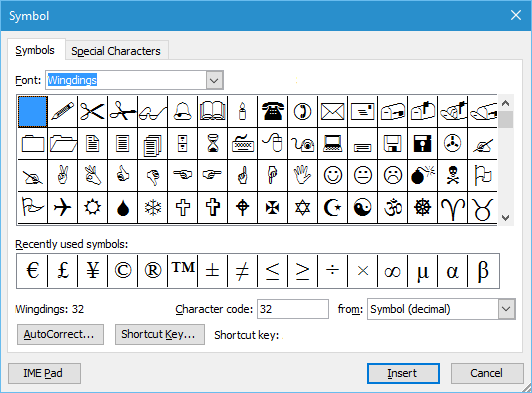 Symbol
Symbols Special Characters
Font: Wingdings
Recently used symbols:
€ £ ¥ © ® ™ ± ≠ ≤ ≥ ÷ × ∞ µ α β
Wingdings: 32 Character code: 32 from: Symbol (decimal)
AutoCorrect... Shortcut Key... Shortcut key:
IME Pad Insert Cancel